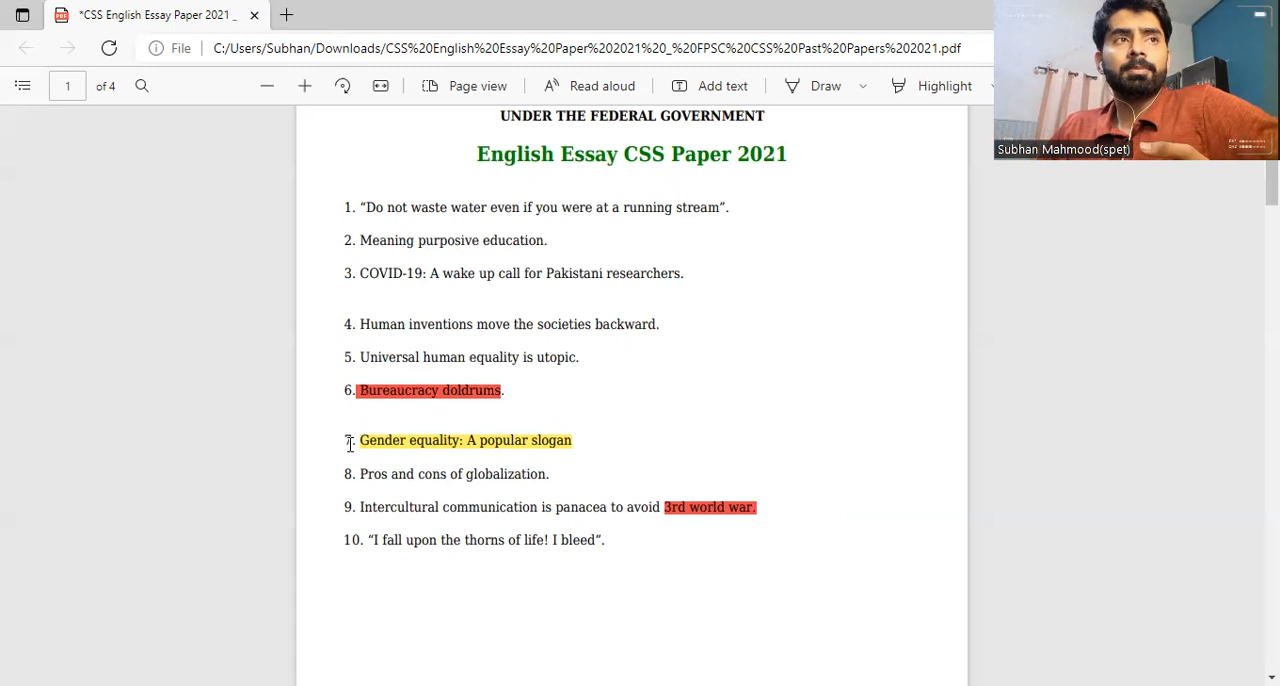 *CSS English Essay Paper 2021 _
File
C:/Users/Subhan/Downloads/CSS%20English%20Essay%20Paper%202021%20_%20FPSC%20CSS%20Past%20Papers%202021.pdf
1 of 4
Page view
Read aloud
Add text
Draw
Highlight
Subhan Mahmood(spet)
UNDER THE FEDERAL GOVERNMENT
English Essay CSS Paper 2021
1. “Do not waste water even if you were at a running stream”.
2. Meaning purposive education.
3. COVID-19: A wake up call for Pakistani researchers.
4. Human inventions move the societies backward.
5. Universal human equality is utopic.
6. Bureaucracy doldrums.
7. Gender equality: A popular slogan
8. Pros and cons of globalization.
9. Intercultural communication is panacea to avoid 3rd world war.
10. “I fall upon the thorns of life! I bleed”.